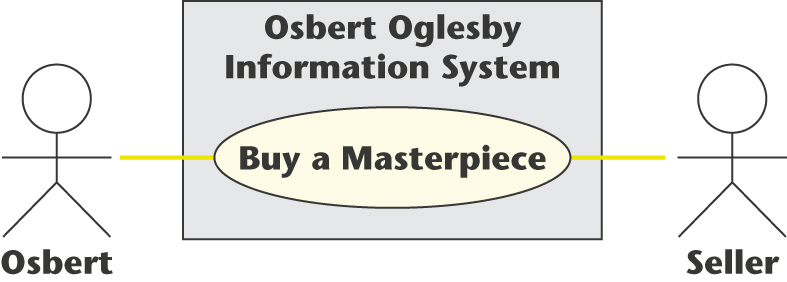 Osbert Oglesby
Information System
Buy a Masterpiece
Osbert
Seller